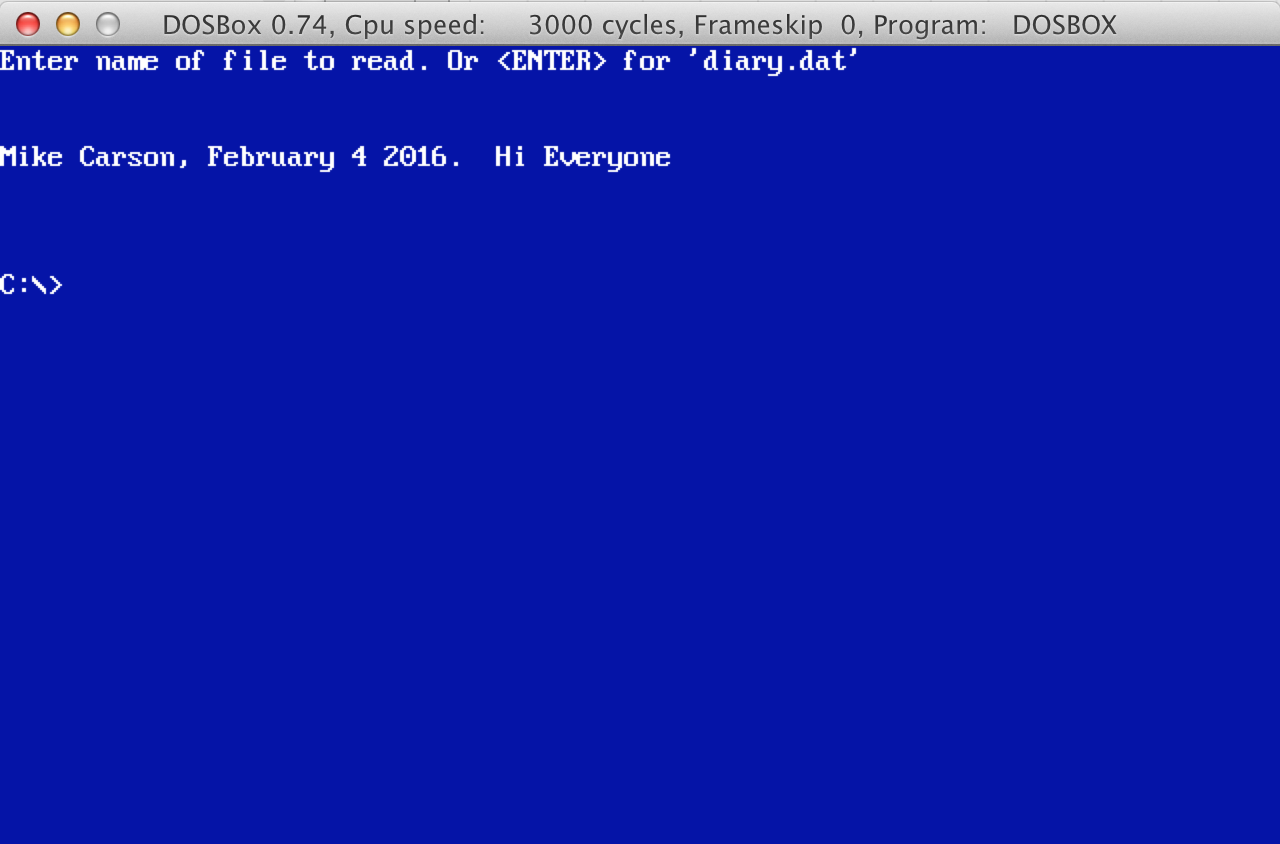 DOSBox 0.74, Cpu speed: 3000 cycles, Frameskip 0, Program: DOSBOX
Enter name of file to read. Or <ENTER> for 'diary.dat'
Mike Carson, February 4 2016.  Hi Everyone
C:\>